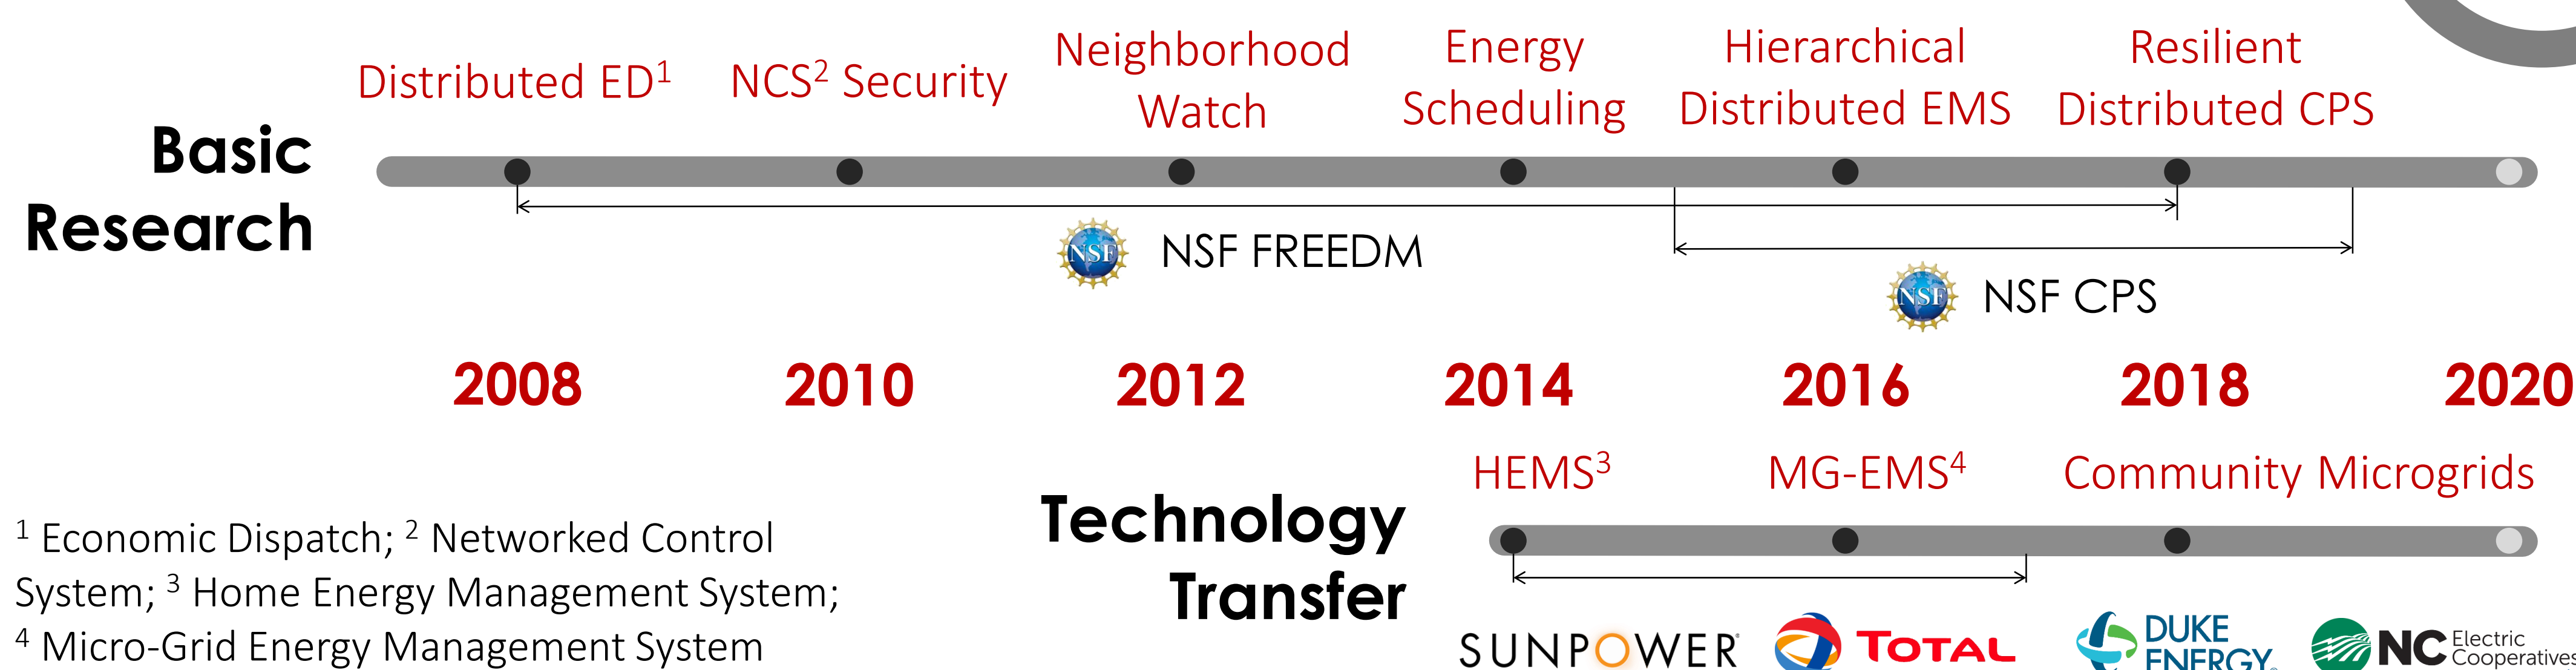 Distributed ED¹
NCS² Security
Neighborhood
Watch
Energy
Scheduling
Hierarchical
Distributed EMS
Resilient
Distributed CPS
Basic
Research
NSF
NSF FREEDM
NSF
NSF CPS
2008
2010
2012
2014
2016
2018
2020
HEMS³
MG-EMS⁴
Community Microgrids
Technology
Transfer
¹ Economic Dispatch; ² Networked Control
System; ³ Home Energy Management System;
⁴ Micro-Grid Energy Management System
SUNPOWER
TOTAL
DUKE
ENERGY
NC
Electric
Cooperatives